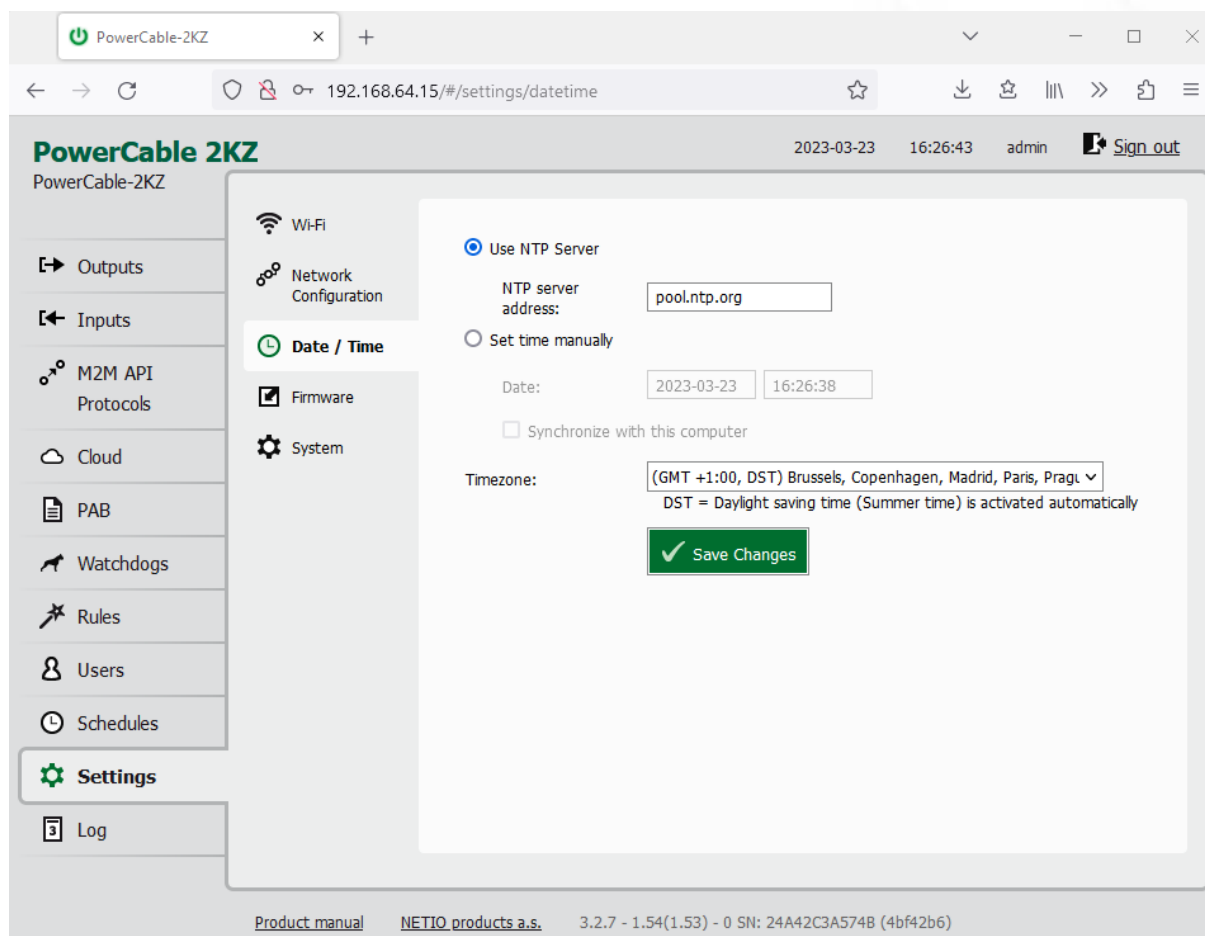 PowerCable-2KZ
192.168.64.15/#/settings/datetime
PowerCable 2KZ
PowerCable-2KZ
2023-03-23 16:26:43 admin Sign out
Outputs
Inputs
M2M API
Protocols
Cloud
PAB
Watchdogs
Rules
Users
Schedules
Settings
3 Log
Wi-Fi
Network
Configuration
Date / Time
Firmware
System
Use NTP Server
NTP server
address:
pool.ntp.org
Set time manually
Date: 2023-03-23 16:26:38
Synchronize with this computer
Timezone: (GMT +1:00, DST) Brussels, Copenhagen, Madrid, Paris, Pragu
DST = Daylight saving time (Summer time) is activated automatically
Save Changes
Product manual NETIO products a.s. 3.2.7 - 1.54(1.53) - 0 SN: 24A42C3A574B (4bf42b6)